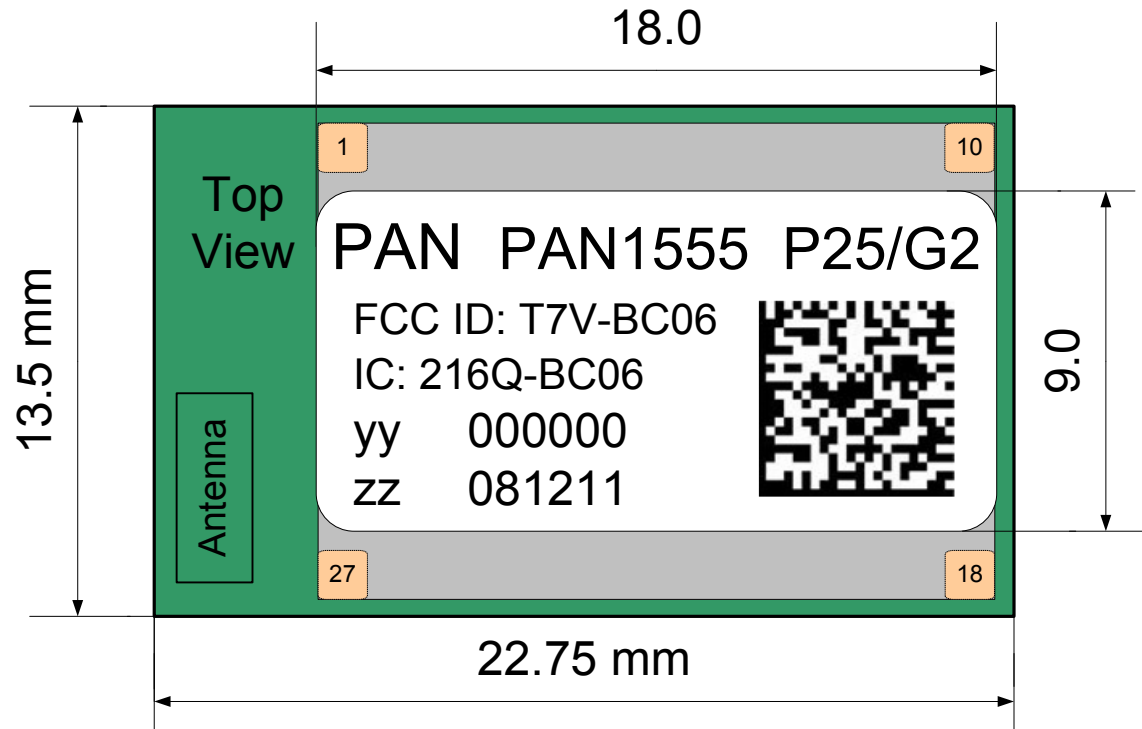 18.0
1
10
Top
View
PAN PAN1555 P25/G2
FCC ID: T7V-BC06
IC: 216Q-BC06
yy 000000
zz 081211
13.5 mm
9.0
Antenna
27
18
22.75 mm